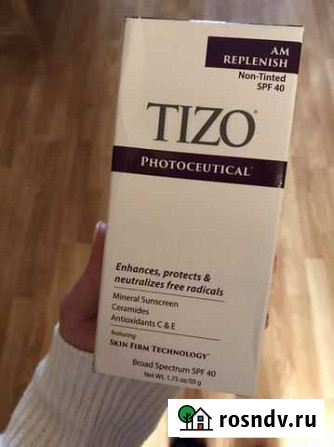 AM
REPLENISH
Non-Tinted
SPF 40
TIZO®
PHOTOCEUTICAL®
Enhances, protects &
neutralizes free radicals
Mineral Sunscreen
Ceramides
Antioxidants C & E
featuring
SKIN FIRM TECHNOLOGY®
Broad Spectrum SPF 40
Net Wt. 1.75 oz/50 g
rosndv.ru